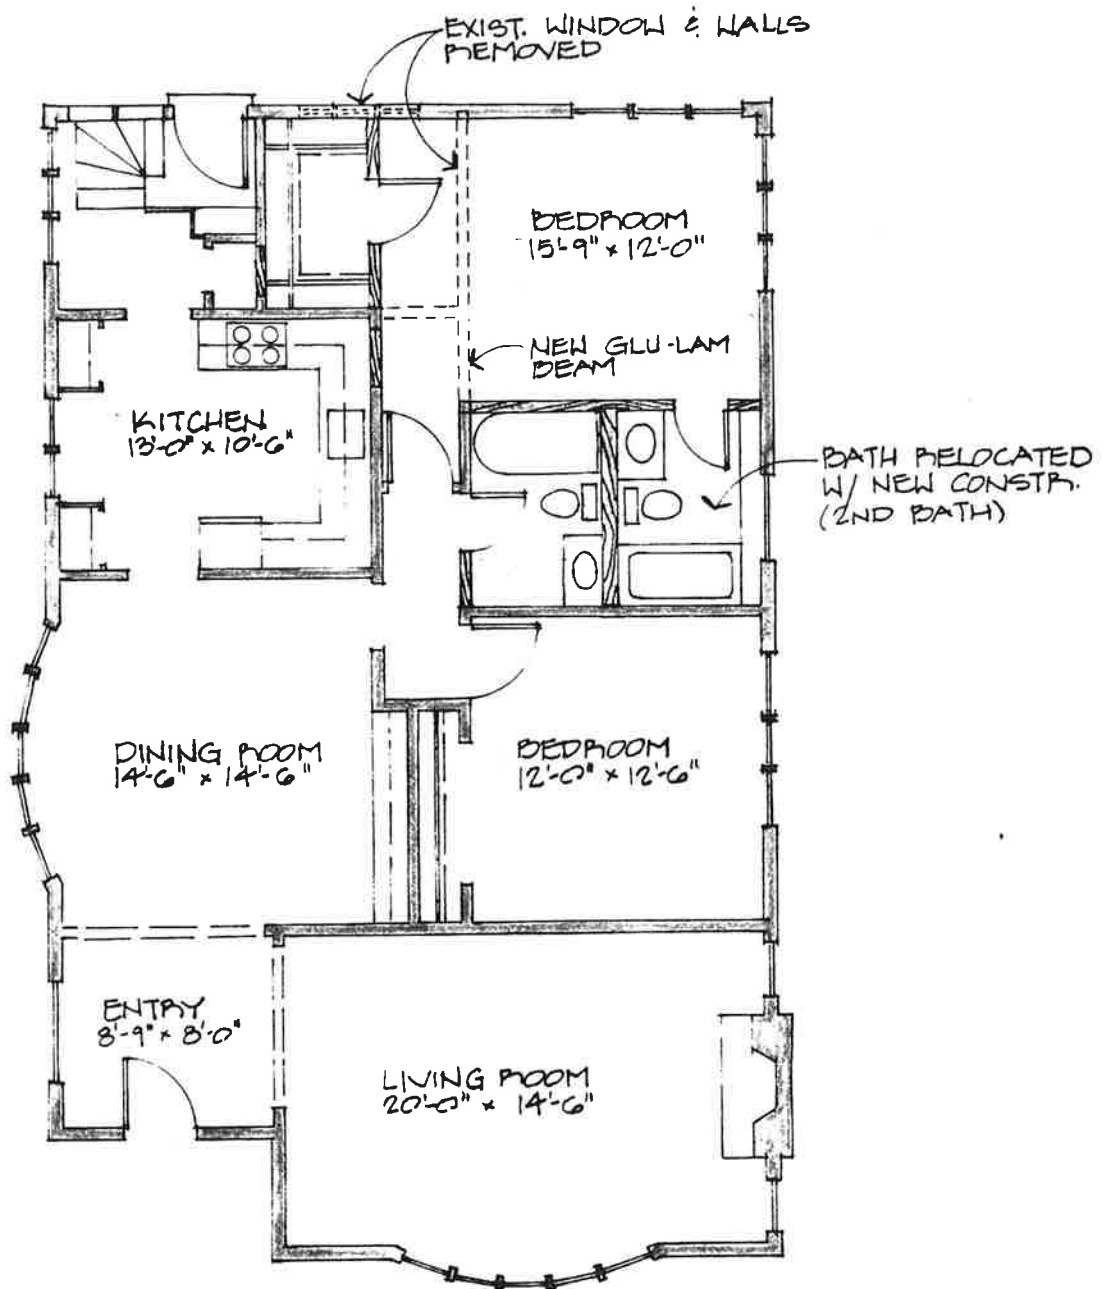 EXIST. WINDOW & WALLS
REMOVED
BEDROOM
15'-9" x 12'-0"
NEW GLU-LAM
BEAM
KITCHEN
13'-0" x 10'-6"
BATH RELOCATED
W/ NEW CONSTR.
(2ND BATH)
DINING ROOM
14'-6" x 14'-6"
BEDROOM
12'-0" x 12'-6"
ENTRY
8'-9" x 8'-0"
LIVING ROOM
20'-0" x 14'-6"